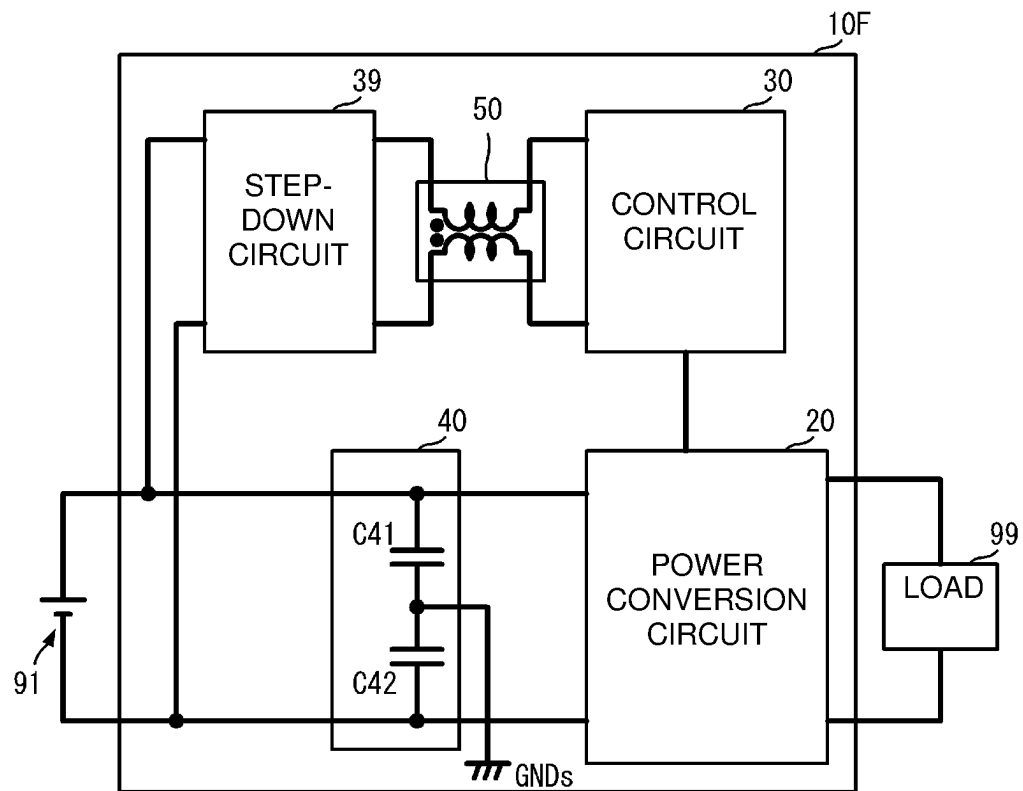 10F
39
50
30
STEP-
DOWN
CIRCUIT
CONTROL
CIRCUIT
40
20
C41
C42
POWER
CONVERSION
CIRCUIT
99
LOAD
91
GNDs